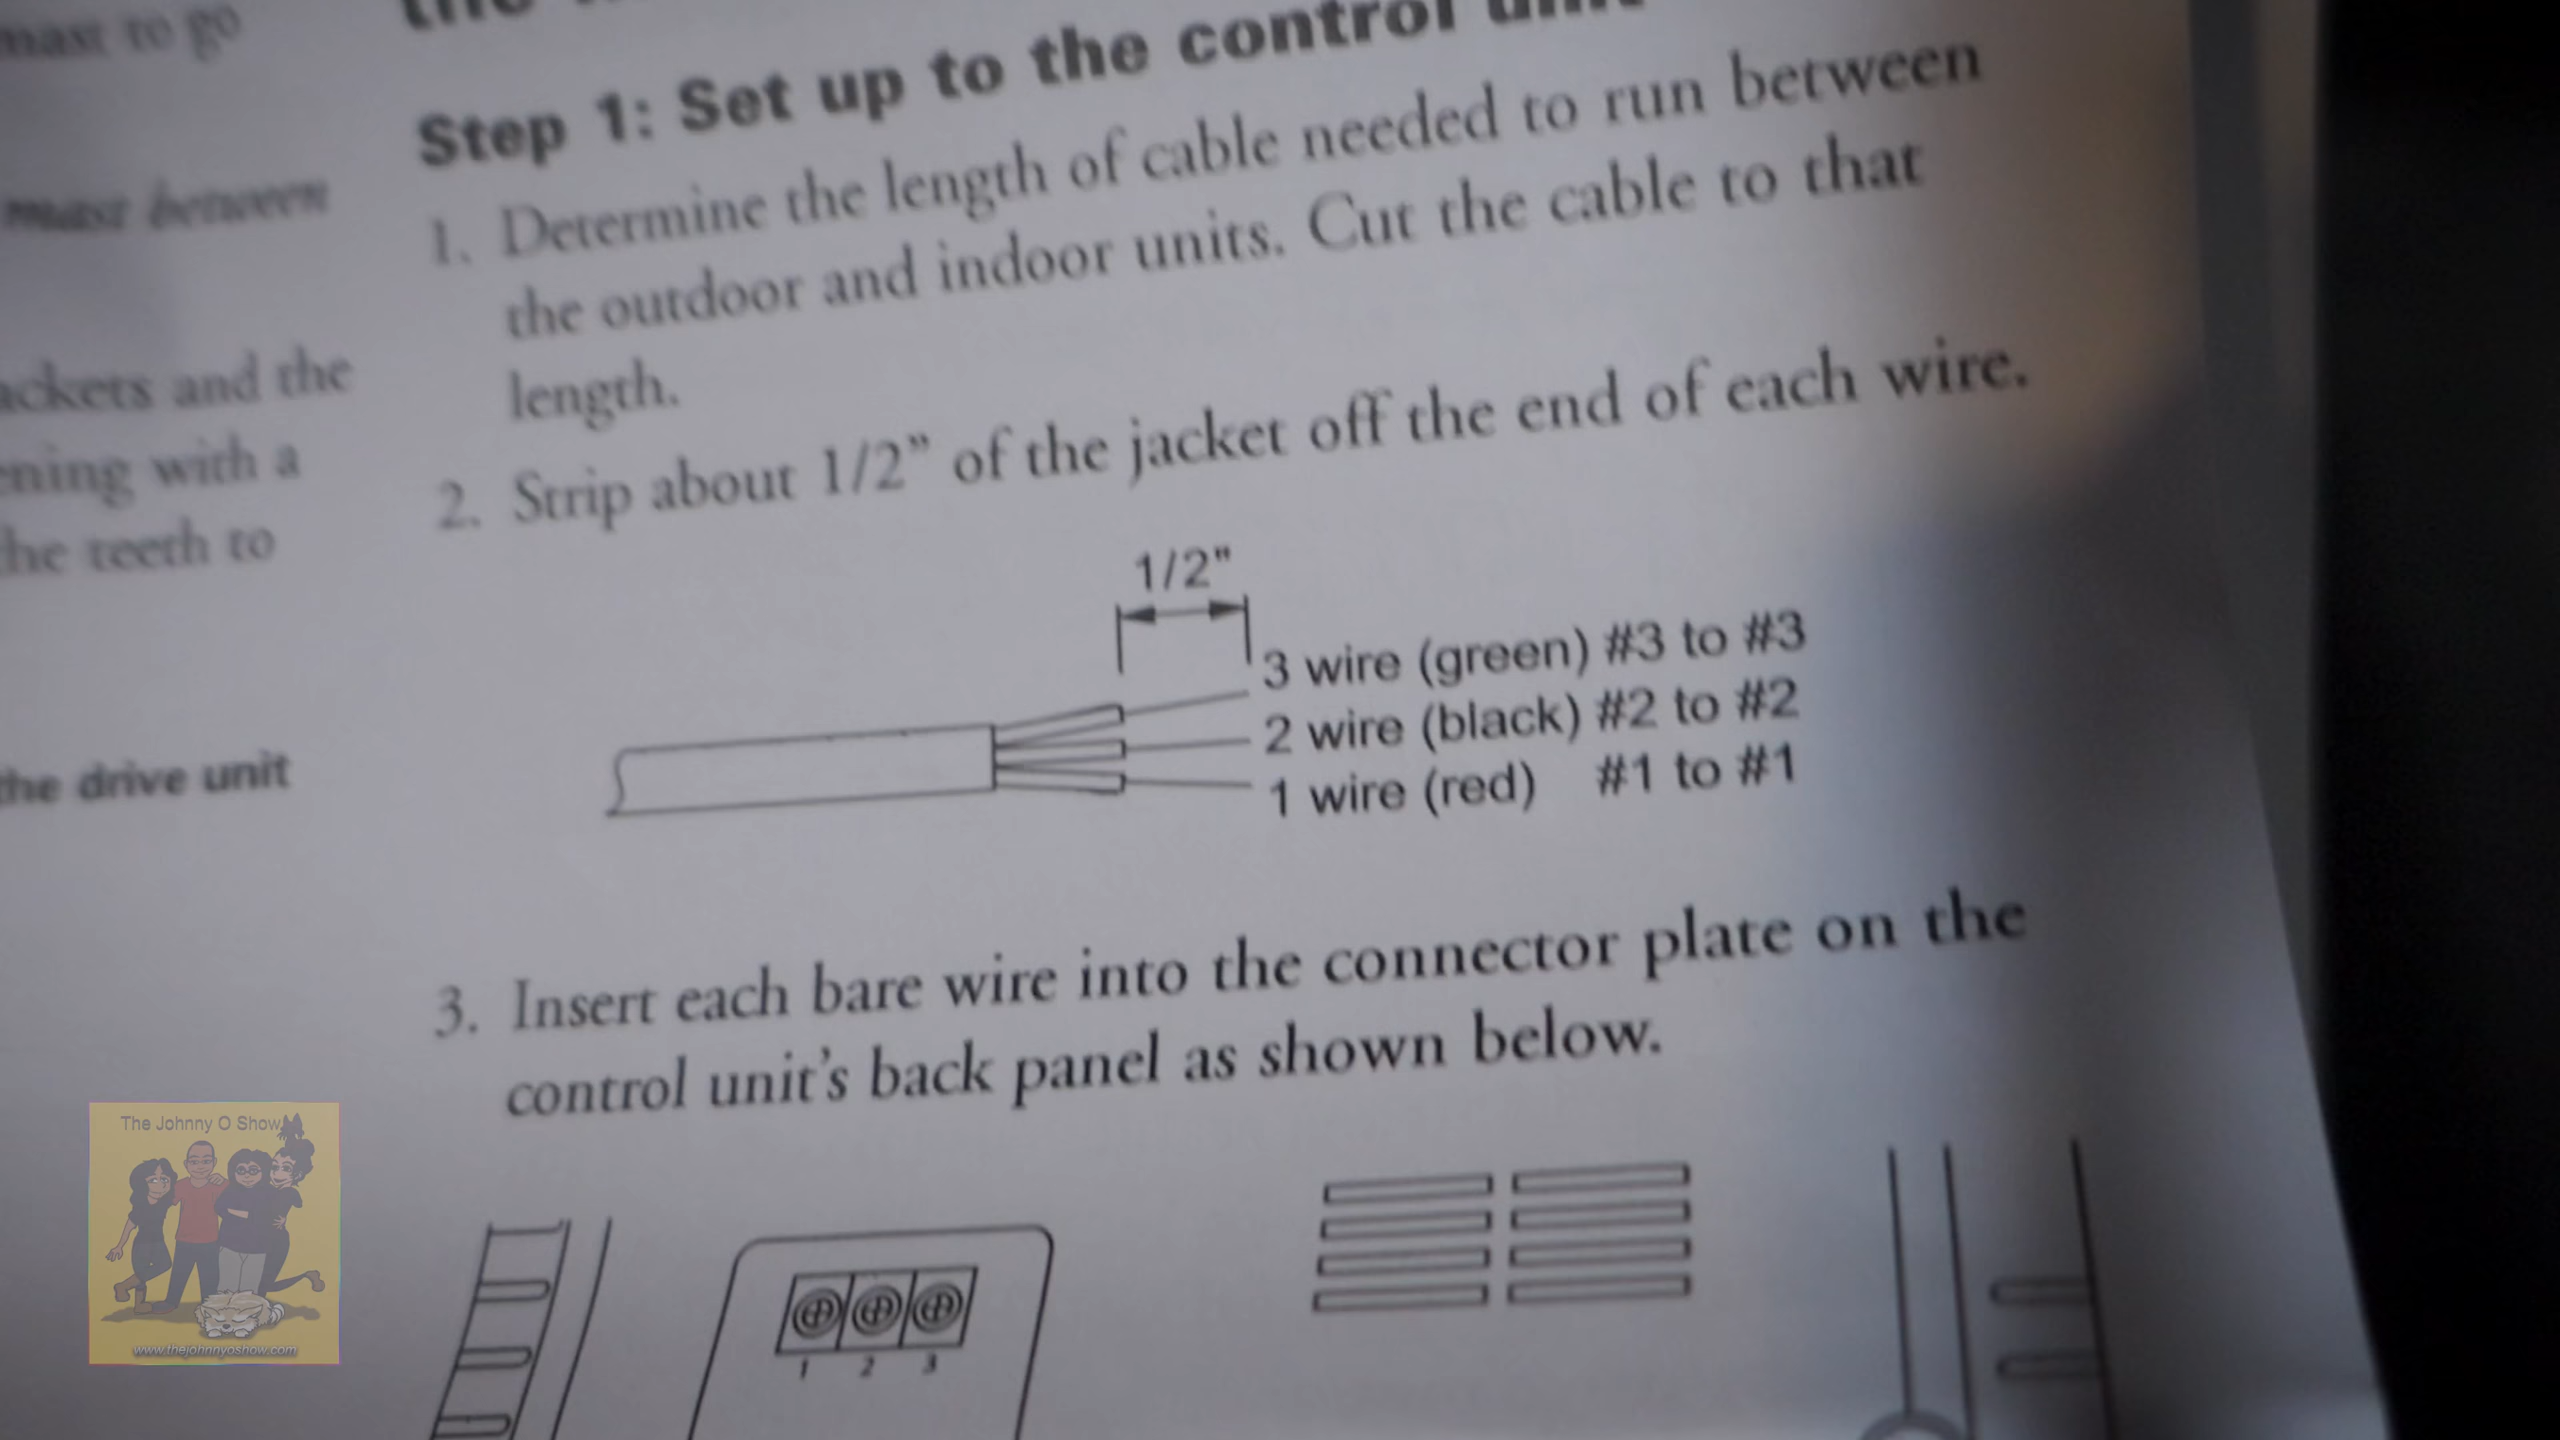 mast to go
mast between
and the
with a
the teeth to
the drive unit
the
Step 1: Set up to the control unit
1. Determine the length of cable needed to run between
the outdoor and indoor units. Cut the cable to that
length.
2. Strip about 1/2” of the jacket off the end of each wire.
1/2"
3 wire (green) #3 to #3
2 wire (black) #2 to #2
1 wire (red) #1 to #1
3. Insert each bare wire into the connector plate on the
control unit’s back panel as shown below.
1 2 3
The Johnny O Show
www.thejohnnyoshow.com